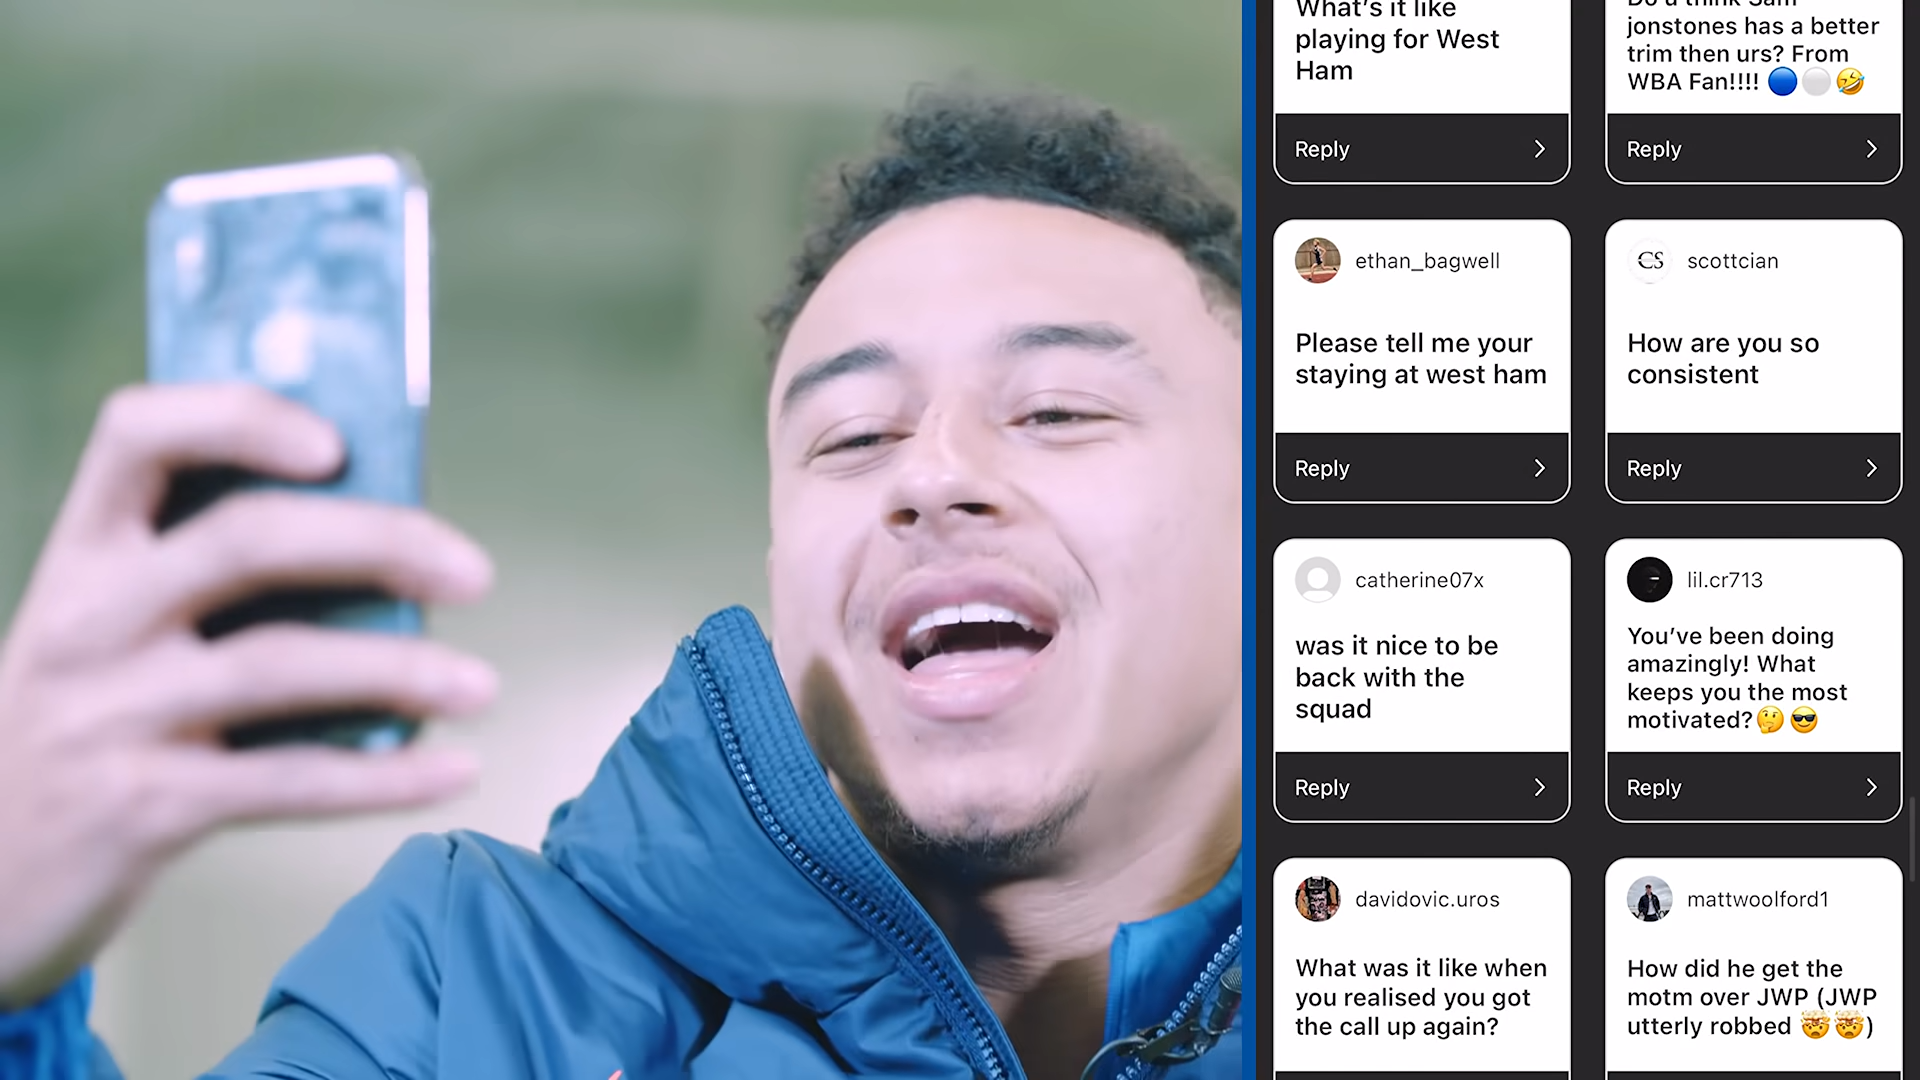 What's it like
playing for West
Ham
Reply
Do u think Sam
jonstones has a better
trim then urs? From
WBA Fan!!!! 🔵⚪🤣
Reply
ethan_bagwell
Please tell me your
staying at west ham
Reply
CS
scottcian
How are you so
consistent
Reply
catherine07x
was it nice to be
back with the
squad
Reply
lil.cr713
You've been doing
amazingly! What
keeps you the most
motivated?🤔😎
Reply
davidovic.uros
What was it like when
you realised you got
the call up again?
mattwoolford1
How did he get the
motm over JWP (JWP
utterly robbed 🤯🤯)